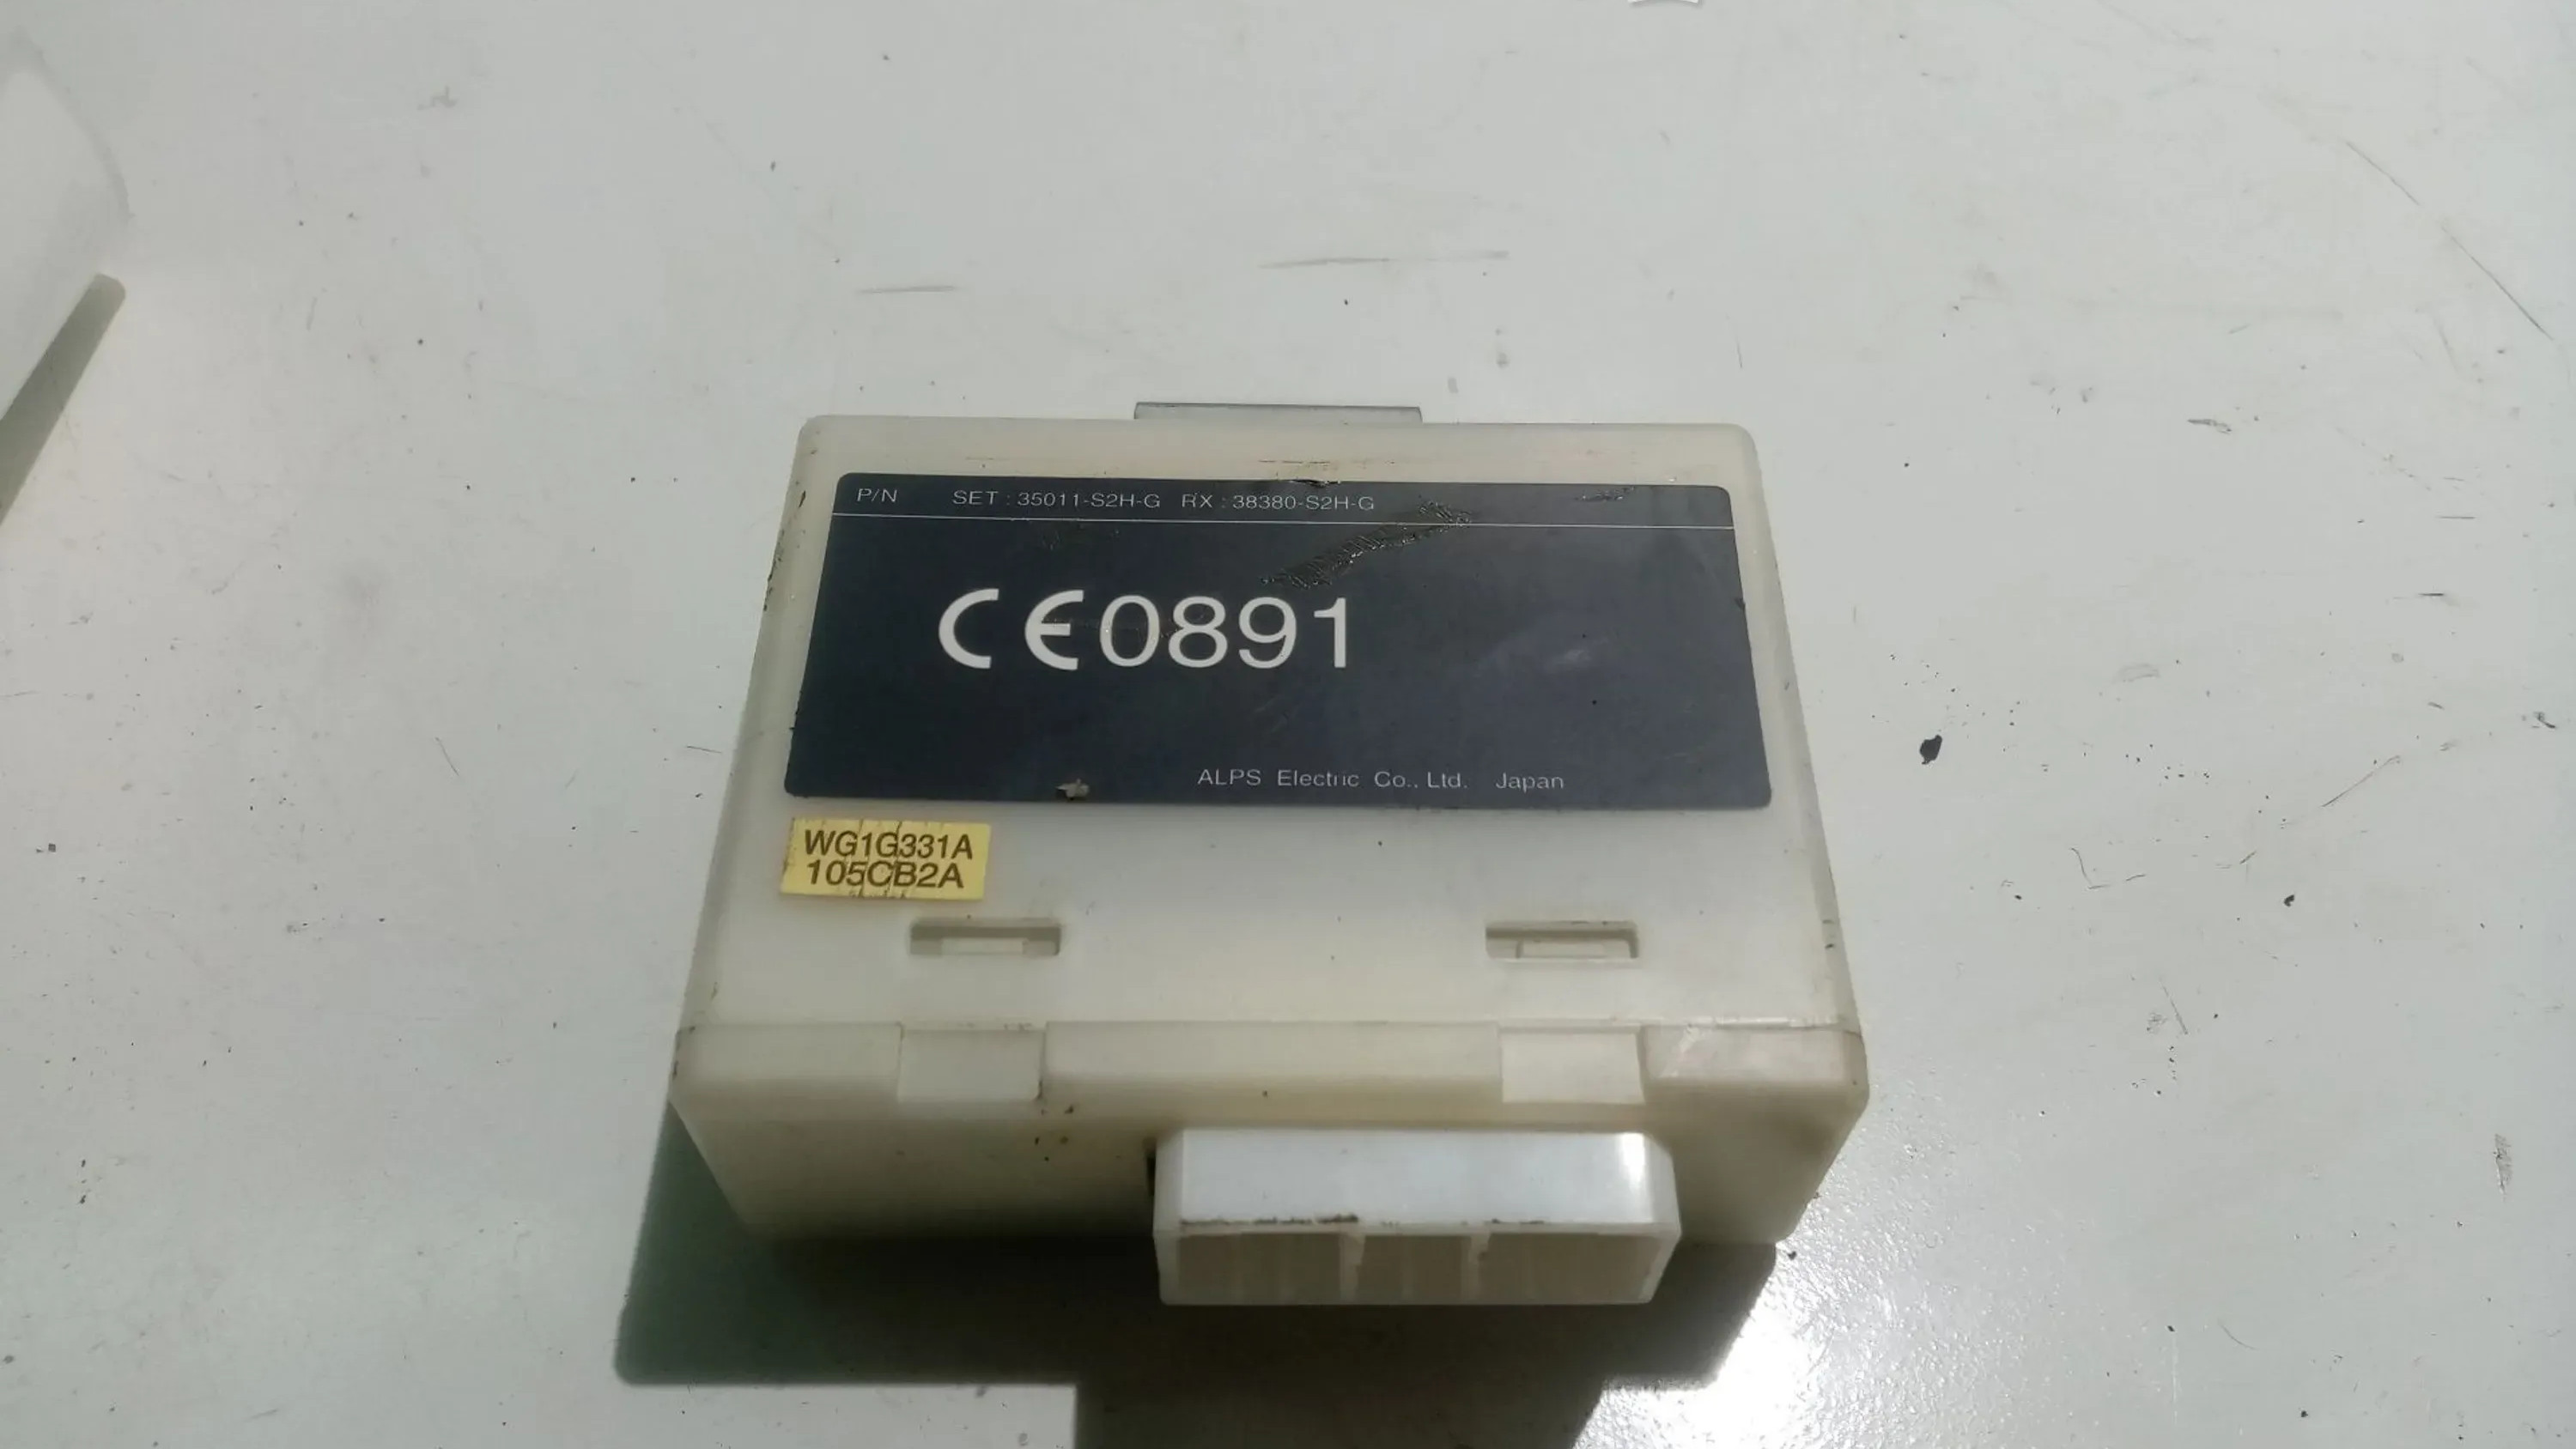 P/N SET : 35011-S2H-G RX : 38380-S2H-G
CE0891
ALPS Electric Co., Ltd. Japan
WG1G331A
105CB2A